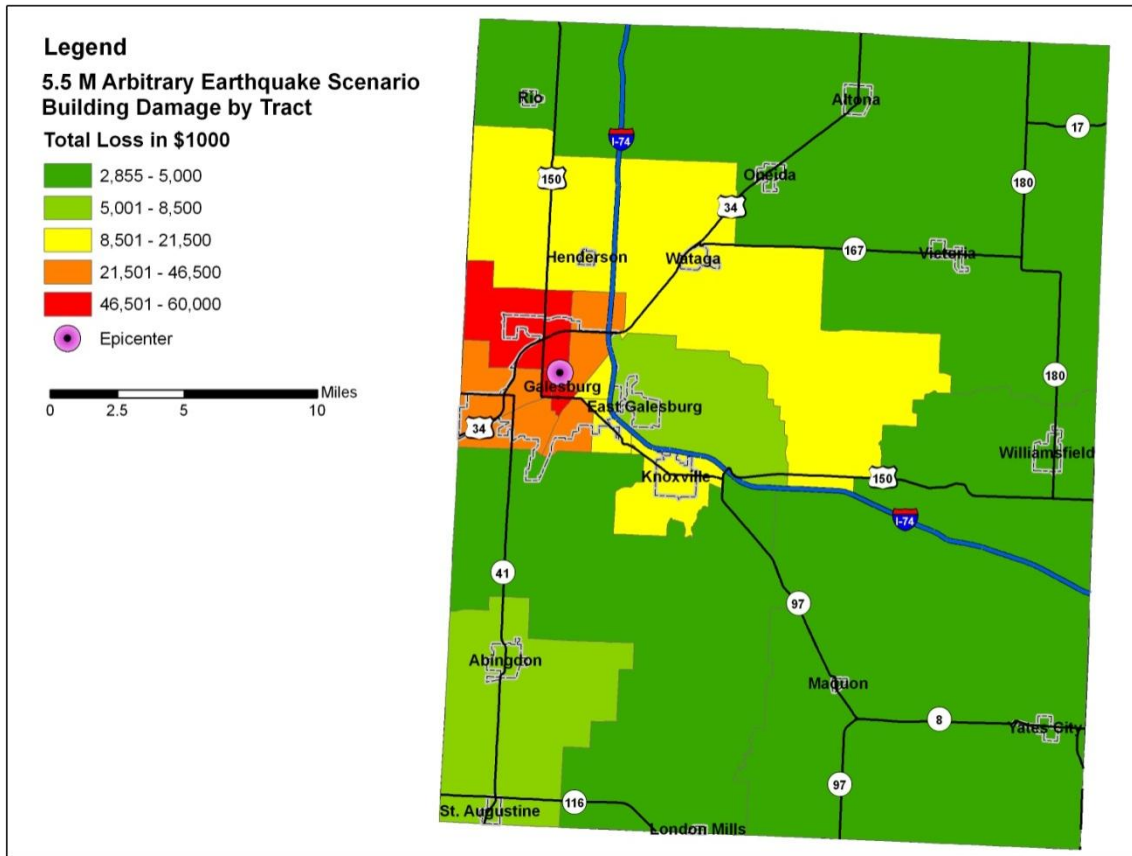 Legend
5.5 M Arbitrary Earthquake Scenario
Building Damage by Tract
Total Loss in $1000
2,855 - 5,000
5,001 - 8,500
8,501 - 21,500
21,501 - 46,500
46,501 - 60,000
Epicenter
Miles
0 2.5 5 10
Rio
Altona
17
I-74
150
Oneida
180
34
Henderson
Wataga
167
Victoria
Galesburg
East Galesburg
180
34
Knoxville
150
Williamsfield
I-74
41
97
Abingdon
Maquon
8
Yates City
97
St. Augustine
116
London Mills